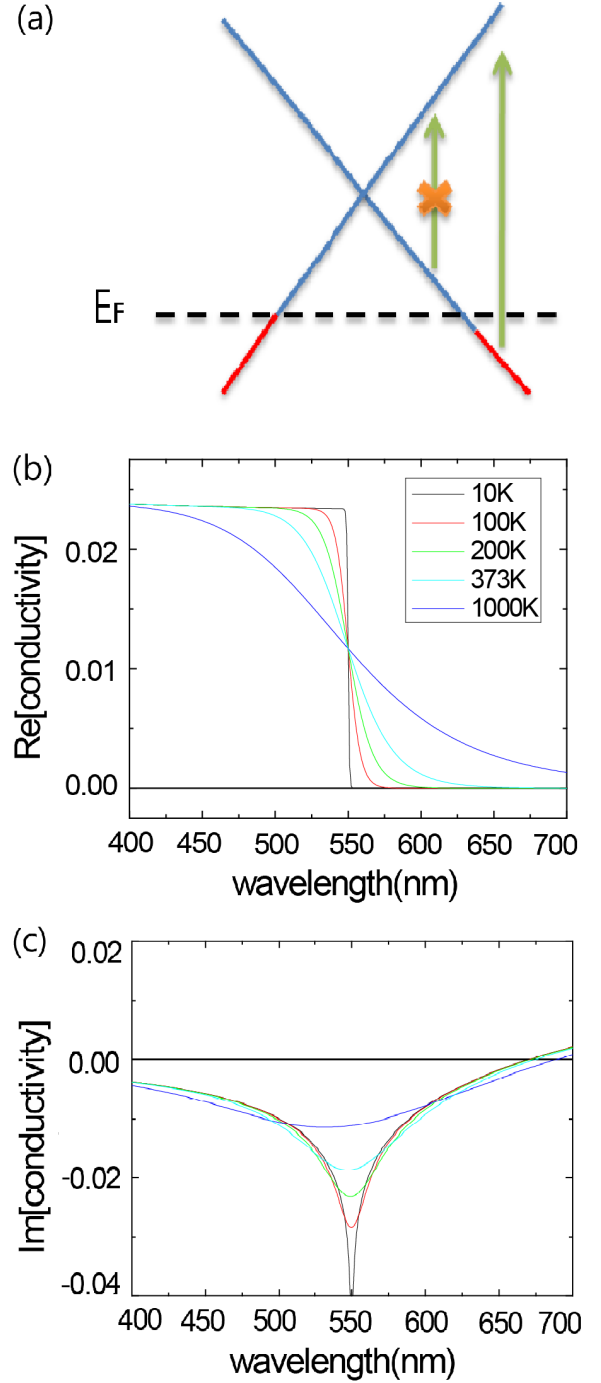 (a)
EF
(b)
Re[conductivity]
0.02
0.01
0.00
10K
100K
200K
373K
1000K
400 450 500 550 600 650 700
wavelength(nm)
(c)
Im[conductivity]
0.02
0.00
-0.02
-0.04
400 450 500 550 600 650 700
wavelength(nm)